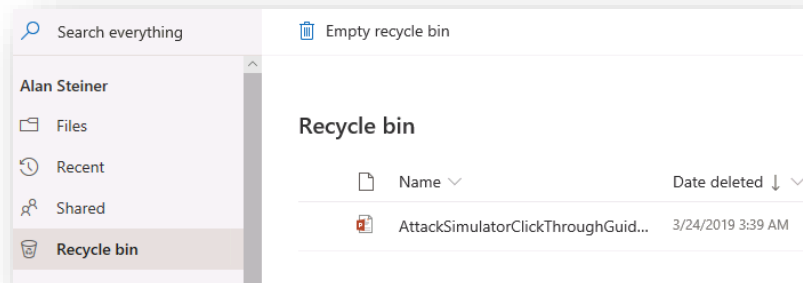 Search everything
Empty recycle bin
Alan Steiner
Files
Recent
Shared
Recycle bin
Recycle bin
Name
Date deleted
AttackSimulatorClickThroughGuid...
3/24/2019 3:39 AM